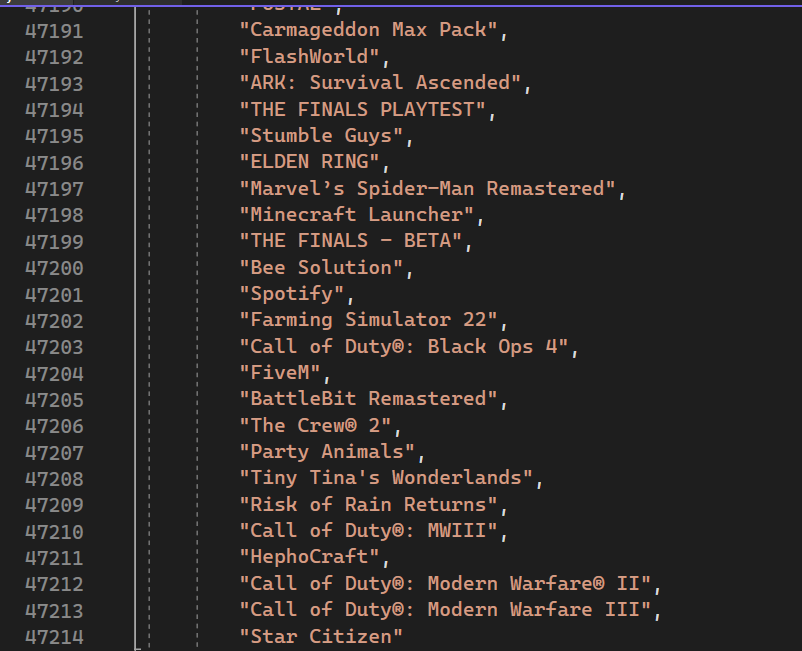 47190 "POSTAL",
47191 "Carmageddon Max Pack",
47192 "FlashWorld",
47193 "ARK: Survival Ascended",
47194 "THE FINALS PLAYTEST",
47195 "Stumble Guys",
47196 "ELDEN RING",
47197 "Marvel’s Spider-Man Remastered",
47198 "Minecraft Launcher",
47199 "THE FINALS - BETA",
47200 "Bee Solution",
47201 "Spotify",
47202 "Farming Simulator 22",
47203 "Call of Duty®: Black Ops 4",
47204 "FiveM",
47205 "BattleBit Remastered",
47206 "The Crew® 2",
47207 "Party Animals",
47208 "Tiny Tina's Wonderlands",
47209 "Risk of Rain Returns",
47210 "Call of Duty®: MWIII",
47211 "HephoCraft",
47212 "Call of Duty®: Modern Warfare® II",
47213 "Call of Duty®: Modern Warfare III",
47214 "Star Citizen"